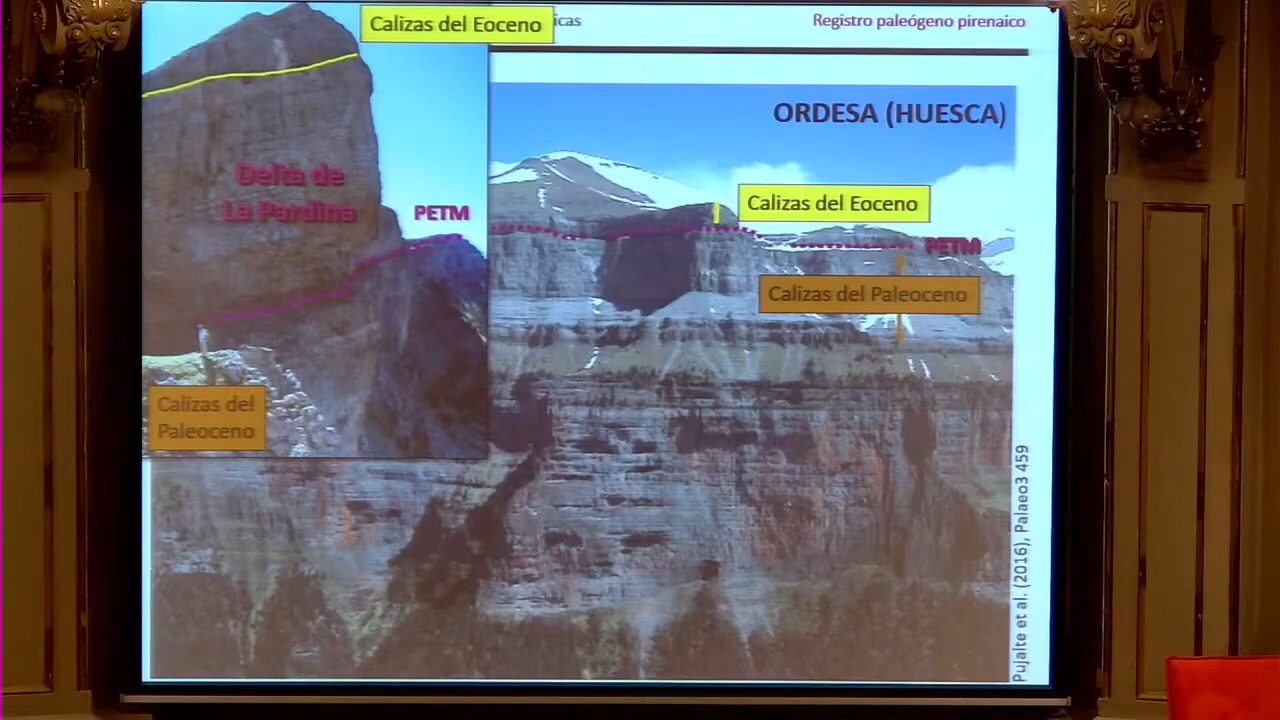 Calizas del Eoceno
icas
Registro paleógeno pirenaico
ORDESA (HUESCA)
Delta de
La Pardina
PETM
Calizas del Eoceno
PETM
Calizas del Paleoceno
Calizas del
Paleoceno
Pujalte et al. (2016), Palaeo3 459